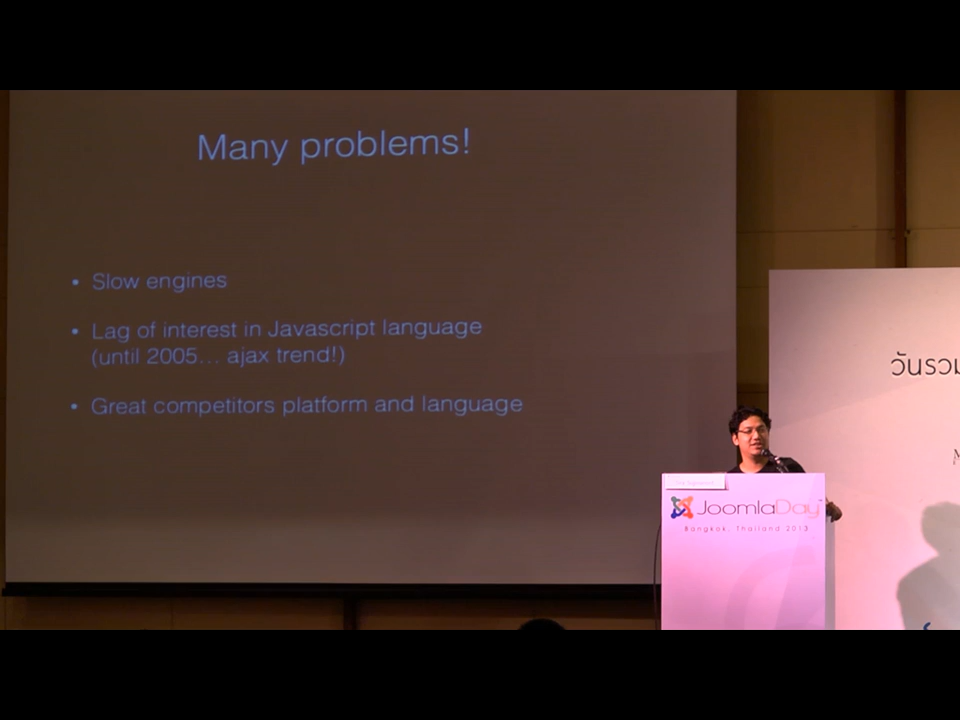 Many problems!
• Slow engines
• Lag of interest in Javascript language
(until 2005... ajax trend!)
• Great competitors platform and language
วันรวม
M
JoomlaDay™
Bangkok, Thailand 2013